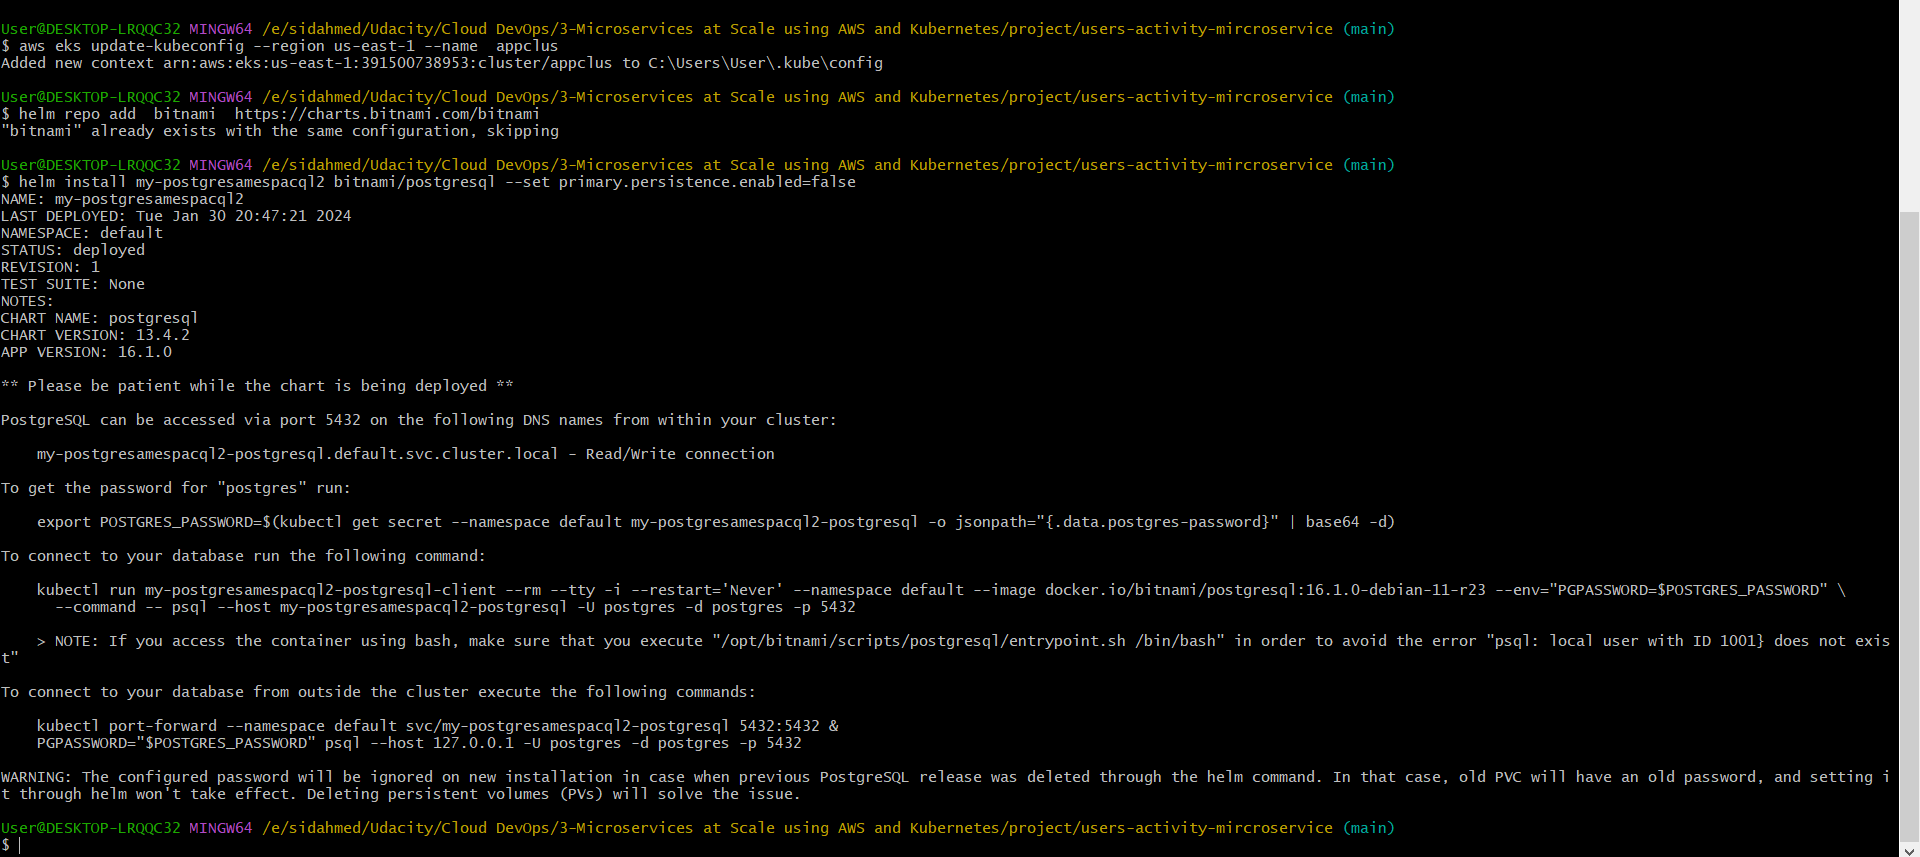 User@DESKTOP-LRQQC32 MINGW64 /e/sidahmed/Udacity/Cloud DevOps/3-Microservices at Scale using AWS and Kubernetes/project/users-activity-mircroservice (main)
$ aws eks update-kubeconfig --region us-east-1 --name  appclus
Added new context arn:aws:eks:us-east-1:391500738953:cluster/appclus to C:\Users\User\.kube\config
User@DESKTOP-LRQQC32 MINGW64 /e/sidahmed/Udacity/Cloud DevOps/3-Microservices at Scale using AWS and Kubernetes/project/users-activity-mircroservice (main)
$ helm repo add  bitnami  https://charts.bitnami.com/bitnami
"bitnami" already exists with the same configuration, skipping
User@DESKTOP-LRQQC32 MINGW64 /e/sidahmed/Udacity/Cloud DevOps/3-Microservices at Scale using AWS and Kubernetes/project/users-activity-mircroservice (main)
$ helm install my-postgresamespacql2 bitnami/postgresql --set primary.persistence.enabled=false
NAME: my-postgresamespacql2
LAST DEPLOYED: Tue Jan 30 20:47:21 2024
NAMESPACE: default
STATUS: deployed
REVISION: 1
TEST SUITE: None
NOTES:
CHART NAME: postgresql
CHART VERSION: 13.4.2
APP VERSION: 16.1.0
** Please be patient while the chart is being deployed **
PostgreSQL can be accessed via port 5432 on the following DNS names from within your cluster:
    my-postgresamespacql2-postgresql.default.svc.cluster.local - Read/Write connection
To get the password for "postgres" run:
    export POSTGRES_PASSWORD=$(kubectl get secret --namespace default my-postgresamespacql2-postgresql -o jsonpath="{.data.postgres-password}" | base64 -d)
To connect to your database run the following command:
    kubectl run my-postgresamespacql2-postgresql-client --rm --tty -i --restart='Never' --namespace default --image docker.io/bitnami/postgresql:16.1.0-debian-11-r23 --env="PGPASSWORD=$POSTGRES_PASSWORD" \
      --command -- psql --host my-postgresamespacql2-postgresql -U postgres -d postgres -p 5432
    > NOTE: If you access the container using bash, make sure that you execute "/opt/bitnami/scripts/postgresql/entrypoint.sh /bin/bash" in order to avoid the error "psql: local user with ID 1001} does not exis
t"
To connect to your database from outside the cluster execute the following commands:
    kubectl port-forward --namespace default svc/my-postgresamespacql2-postgresql 5432:5432 &
    PGPASSWORD="$POSTGRES_PASSWORD" psql --host 127.0.0.1 -U postgres -d postgres -p 5432
WARNING: The configured password will be ignored on new installation in case when previous PostgreSQL release was deleted through the helm command. In that case, old PVC will have an old password, and setting i
t through helm won't take effect. Deleting persistent volumes (PVs) will solve the issue.
User@DESKTOP-LRQQC32 MINGW64 /e/sidahmed/Udacity/Cloud DevOps/3-Microservices at Scale using AWS and Kubernetes/project/users-activity-mircroservice (main)
$